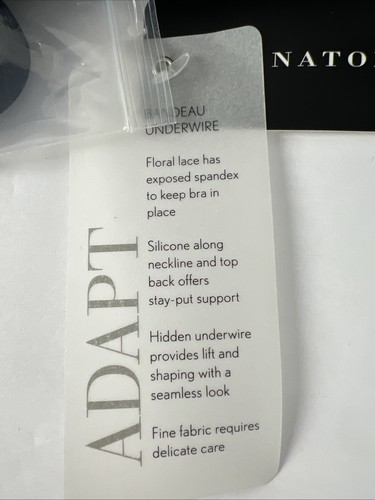 NATO
BANDEAU
UNDERWIRE
Floral lace has
exposed spandex
to keep bra in
place
Silicone along
neckline and top
back offers
stay-put support
Hidden underwire
provides lift and
shaping with a
seamless look
Fine fabric requires
delicate care
ADAPT